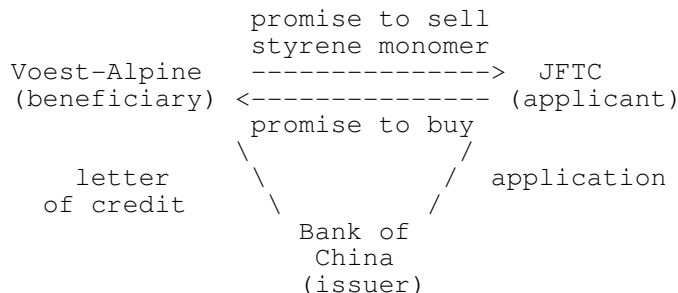 promise to sell
styrene monomer
Voest-Alpine ---------------> JFTC
(beneficiary) <--------------- (applicant)
promise to buy
\ /
letter \ / application
of credit \ /
Bank of
China
(issuer)